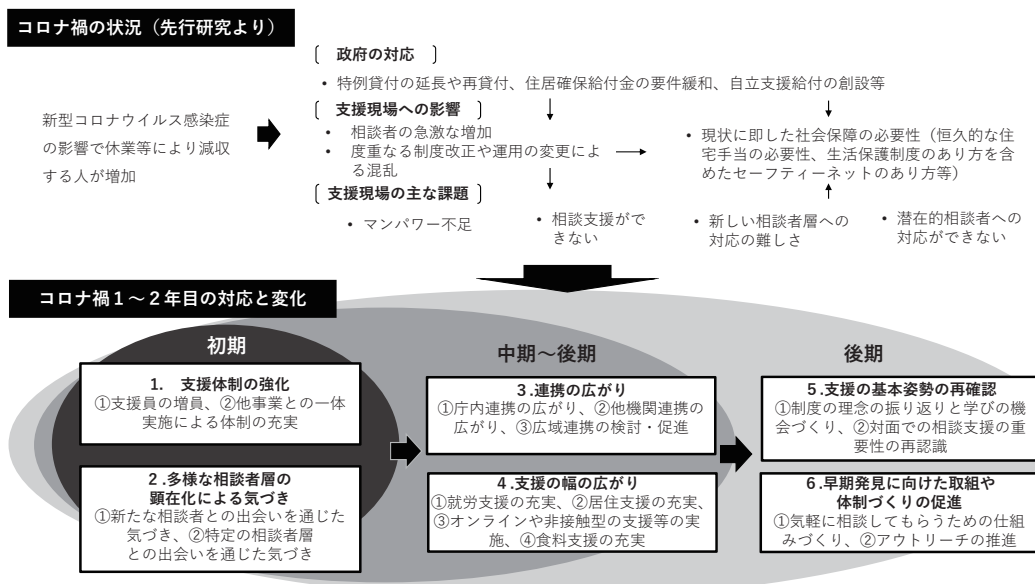 コロナ禍の状況（先行研究より）
政府の対応
• 特例貸付の延長や再貸付、住居確保給付金の要件緩和、自立支援給付の創設等
新型コロナウイルス感染症
の影響で休業等により減収
する人が増加
支援現場への影響
• 相談者の急激な増加
• 度重なる制度改正や運用の変更によ
る混乱
• 現状に即した社会保障の必要性（恒久的な住
宅手当の必要性、生活保護制度のあり方を含
めたセーフティーネットのあり方等）
支援現場の主な課題
• マンパワー不足
• 相談支援がで
きない
• 新しい相談者層への
対応の難しさ
• 潜在的相談者への
対応ができない
コロナ禍１～２年目の対応と変化
初期
1. 支援体制の強化
①支援員の増員、②他事業との一体
実施による体制の充実
２.多様な相談者層の
顕在化による気づき
①新たな相談者との出会いを通じた
気づき、②特定の相談者層
との出会いを通じた気づき
中期～後期
３.連携の広がり
①庁内連携の広がり、②他機関連携の
広がり、③広域連携の検討・促進
４.支援の幅の広がり
①就労支援の充実、②居住支援の充実、
③オンラインや非接触型の支援等の実
施、④食料支援の充実
後期
５.支援の基本姿勢の再確認
①制度の理念の振り返りと学びの機
会づくり、②対面での相談支援の重
要性の再認識
６.早期発見に向けた取組や
体制づくりの促進
①気軽に相談してもらうための仕組
みづくり、②アウトリーチの推進